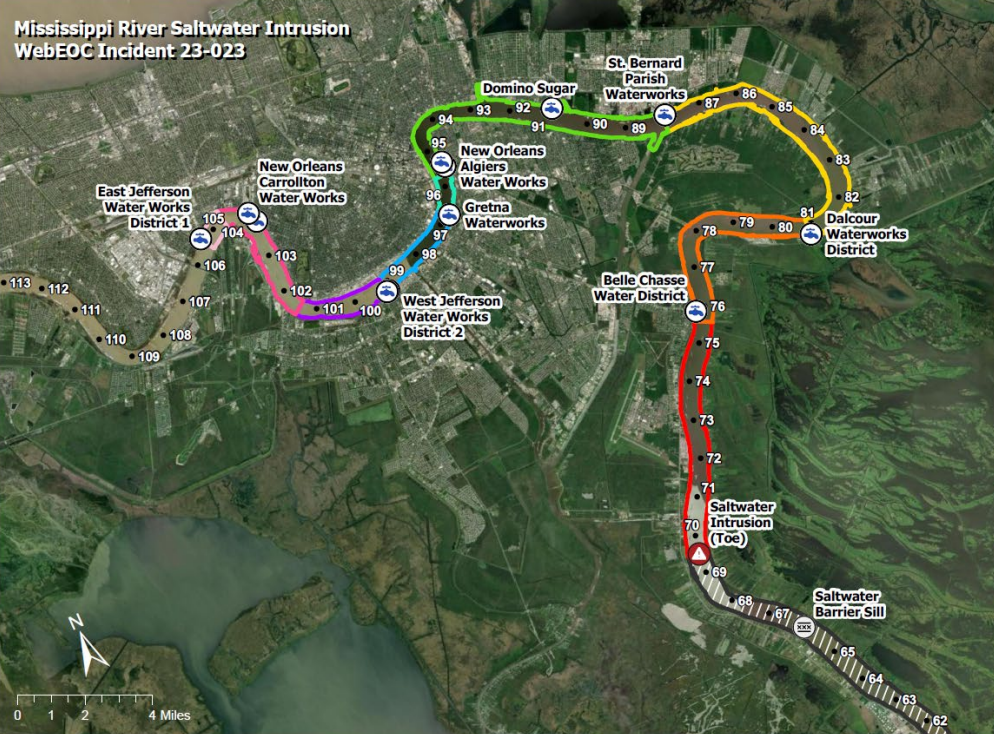 Mississippi River Saltwater Intrusion
WebEOC Incident 23-023
St. Bernard
Parish
Waterworks
Domino Sugar
86
87
85
92
93
94
91
90
89
84
95
New Orleans
Algiers
Water Works
83
New Orleans
Carrollton
Water Works
East Jefferson
Water Works
District 1
96
82
Gretna
Waterworks
81
105
104
79
80
78
Dalcour
Waterworks
District
97
98
103
106
99
77
113
112
102
107
Belle Chasse
Water District
76
111
101
100
West Jefferson
Water Works
District 2
108
110
109
75
74
73
72
71
Saltwater
Intrusion
(Toe)
70
69
68
67
Saltwater
Barrier Sill
XXX
65
64
63
62
N
0 1 2 4 Miles